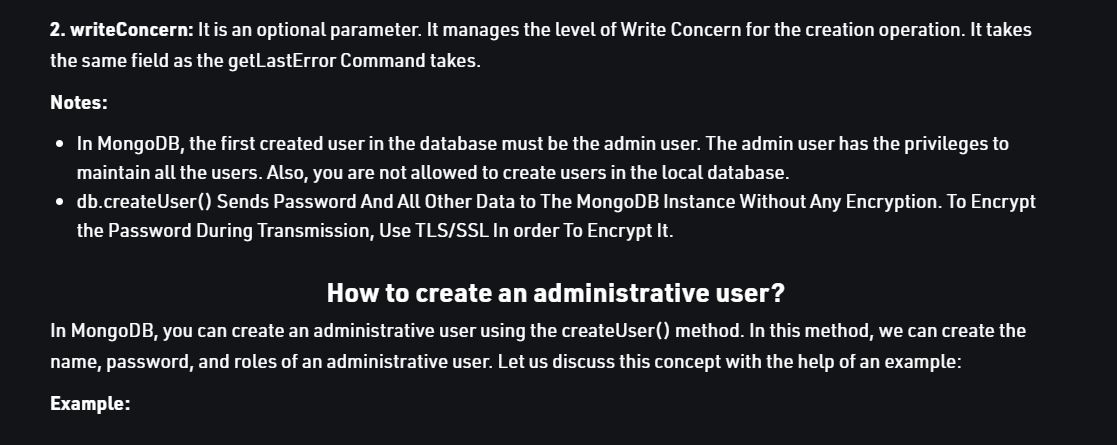 2. writeConcern: It is an optional parameter. It manages the level of Write Concern for the creation operation. It takes
the same field as the getLastError Command takes.
Notes:
• In MongoDB, the first created user in the database must be the admin user. The admin user has the privileges to
maintain all the users. Also, you are not allowed to create users in the local database.
• db.createUser() Sends Password And All Other Data to The MongoDB Instance Without Any Encryption. To Encrypt
the Password During Transmission, Use TLS/SSL In order To Encrypt It.
How to create an administrative user?
In MongoDB, you can create an administrative user using the createUser() method. In this method, we can create the
name, password, and roles of an administrative user. Let us discuss this concept with the help of an example:
Example: